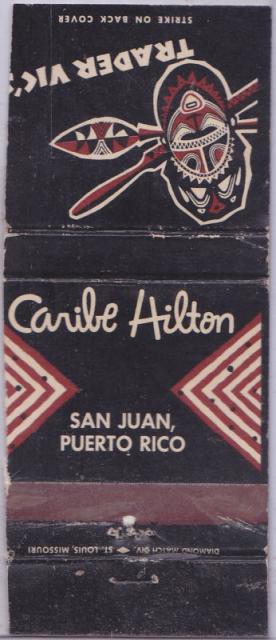 STRIKE ON BACK COVER
TRADER VIC'S
Caribe Hilton
SAN JUAN,
PUERTO RICO
DIAMOND MATCH DIV. ST. LOUIS, MISSOURI